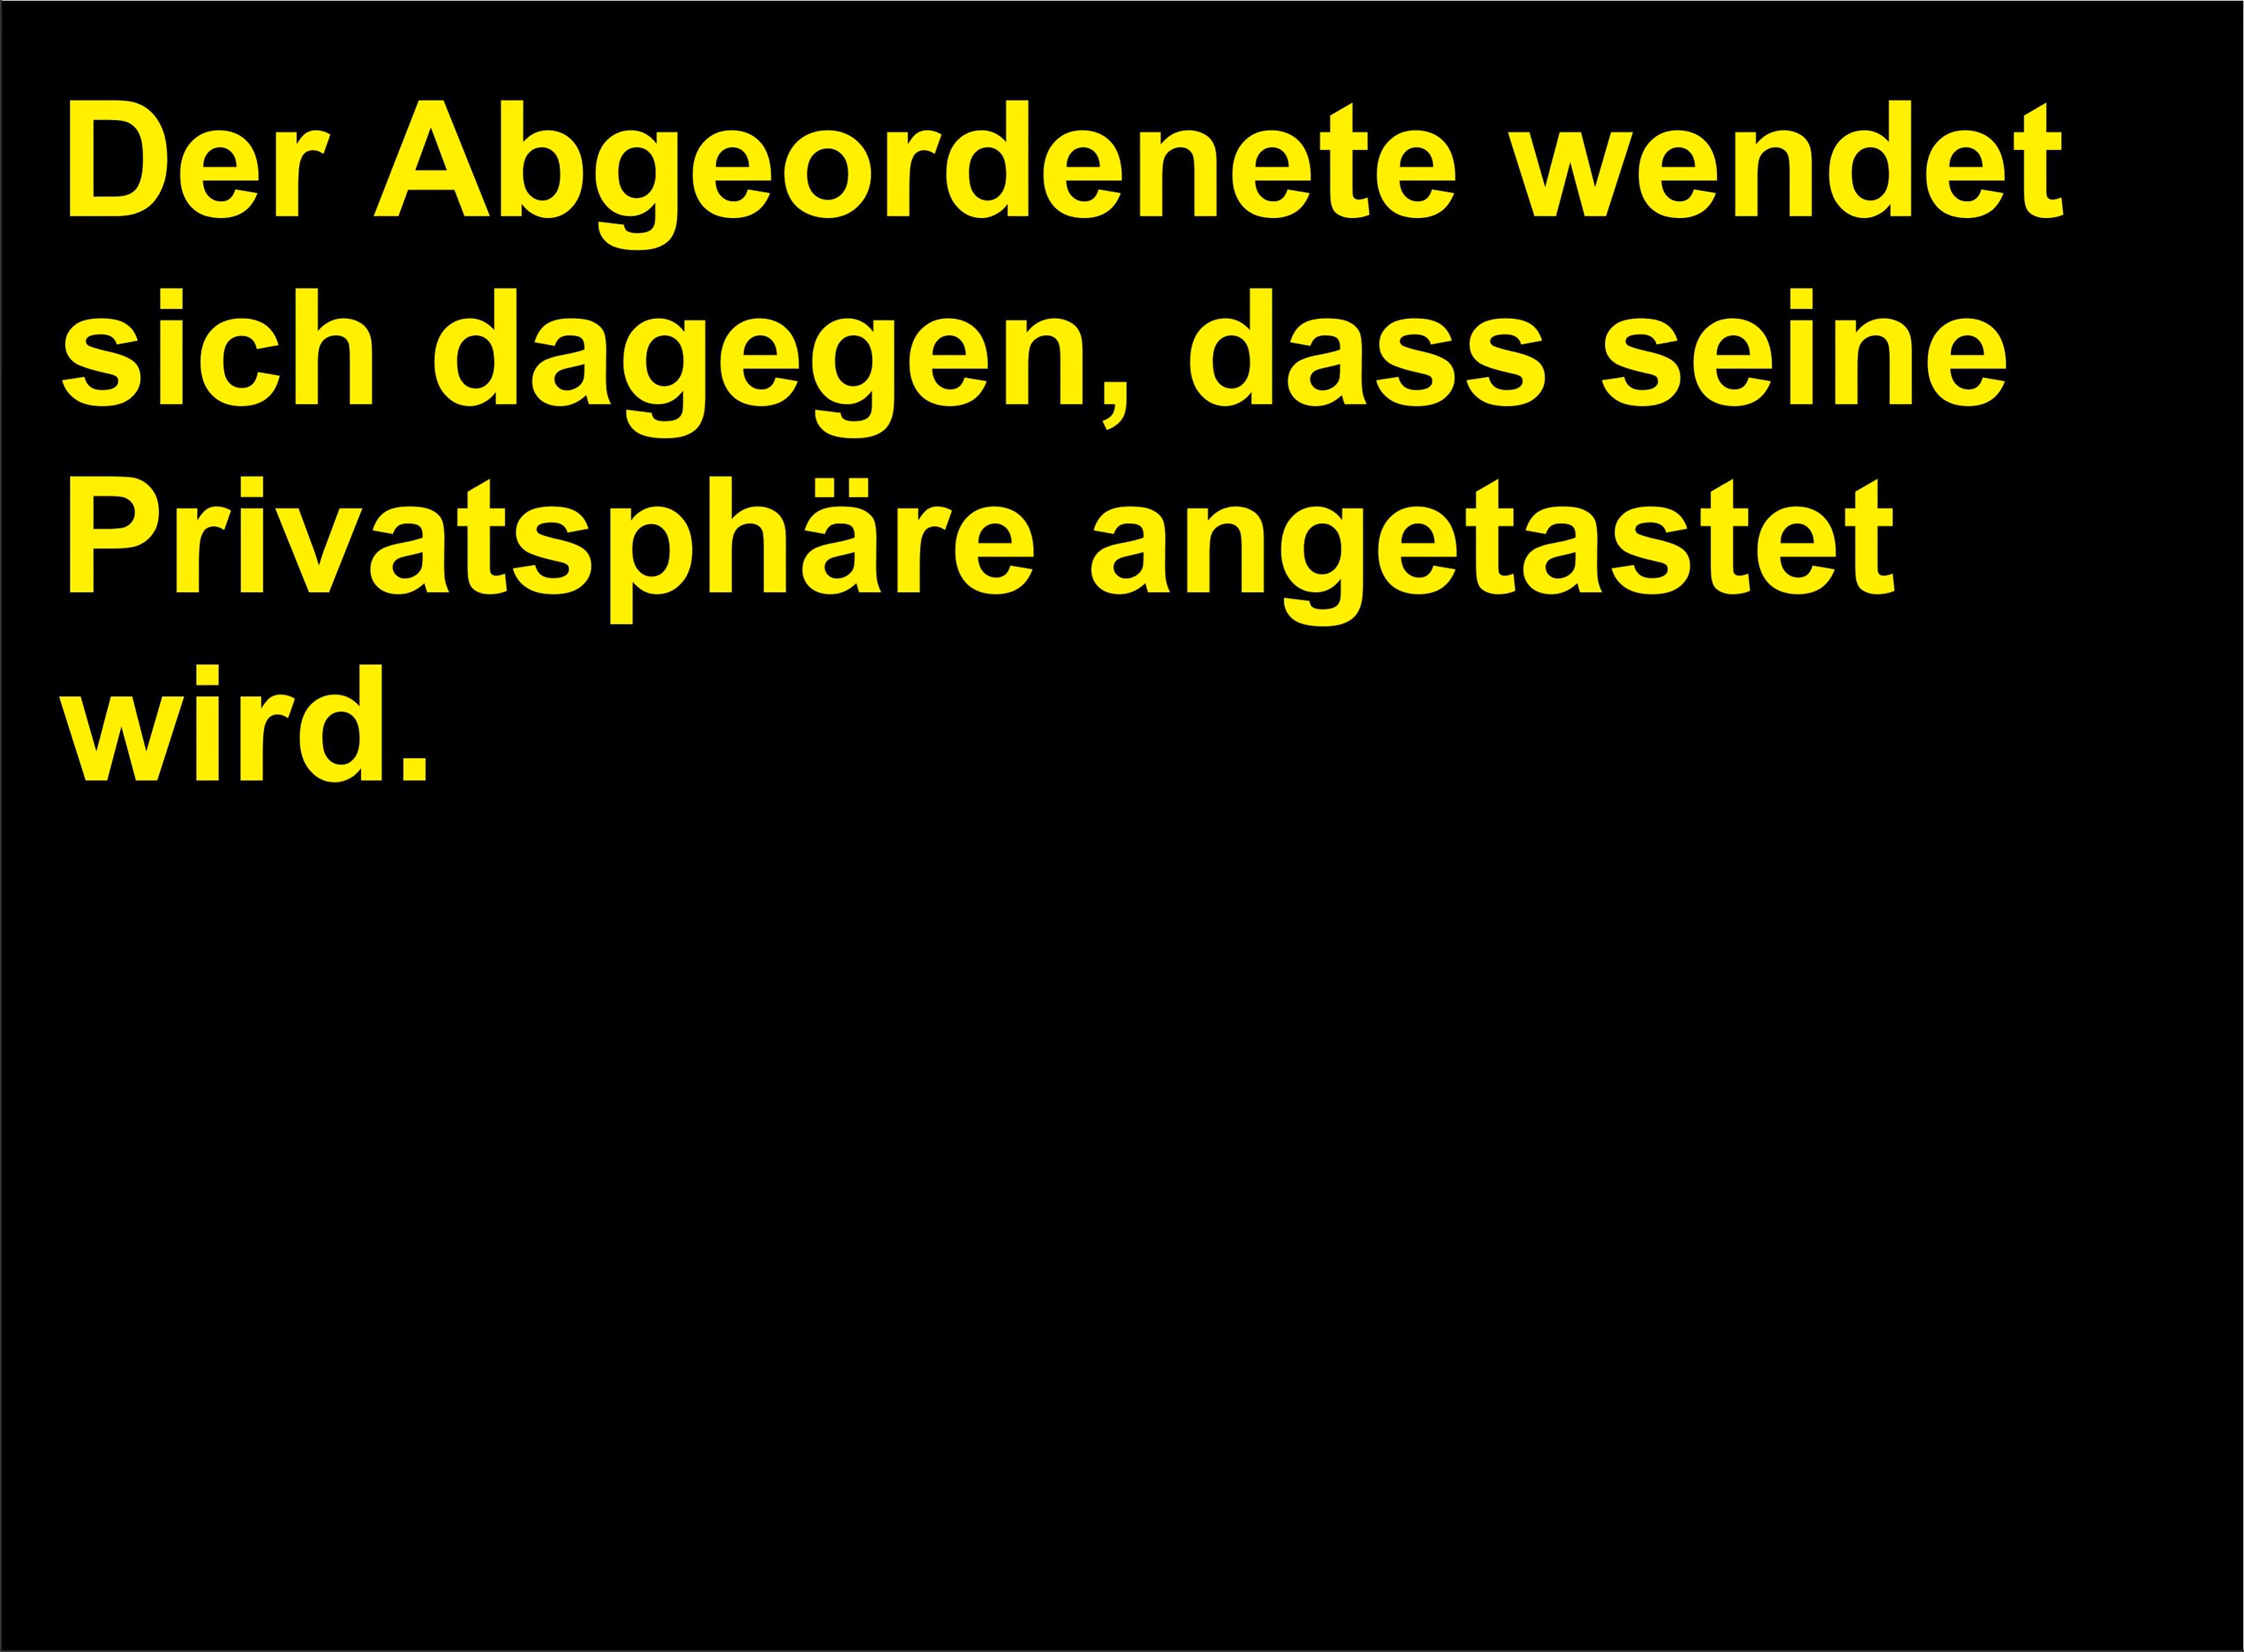 Der Abgeordenete wendet
sich dagegen, dass seine
Privatsphäre angetastet
wird.